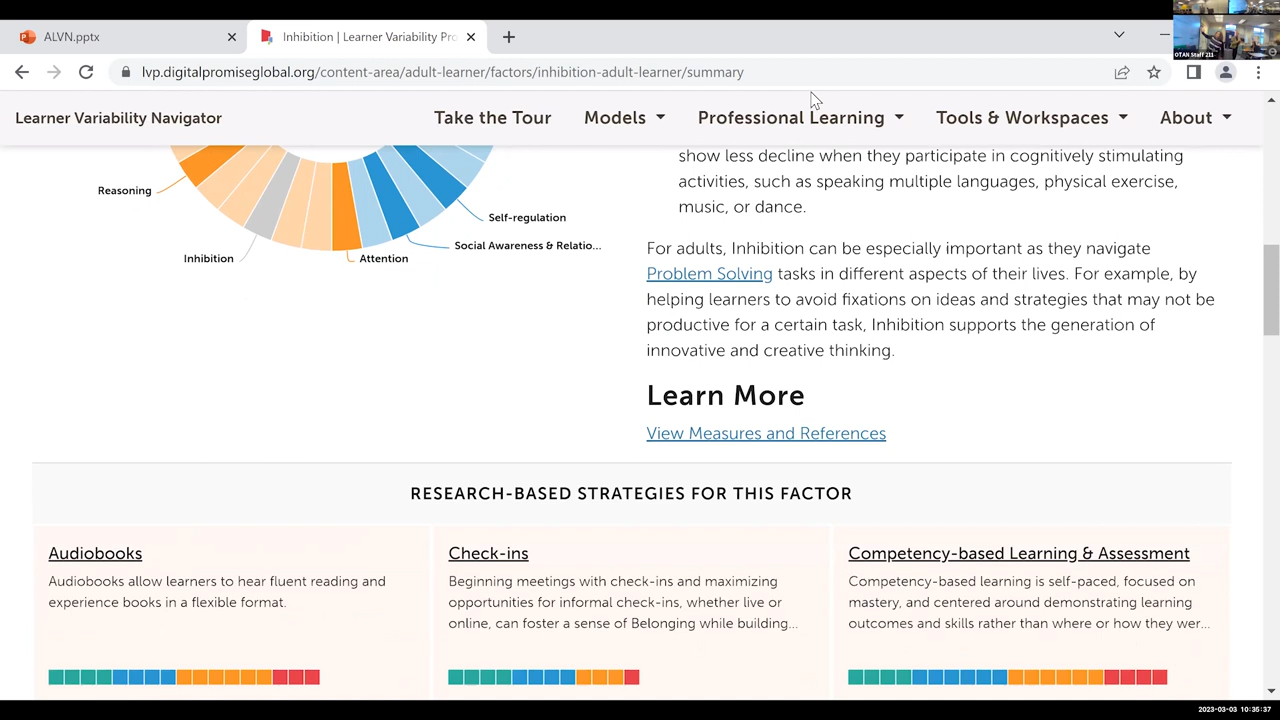 ALVN.pptx
Inhibition | Learner Variability Pro
OTAN Staff 211
lvp.digitalpromiseglobal.org/content-area/adult-learner/factors/inhibition-adult-learner/summary
Learner Variability Navigator
Take the Tour
Models
Professional Learning
Tools & Workspaces
About
Reasoning
Inhibition
Attention
Social Awareness & Relatio...
Self-regulation
show less decline when they participate in cognitively stimulating
activities, such as speaking multiple languages, physical exercise,
music, or dance.
For adults, Inhibition can be especially important as they navigate
Problem Solving tasks in different aspects of their lives. For example, by
helping learners to avoid fixations on ideas and strategies that may not be
productive for a certain task, Inhibition supports the generation of
innovative and creative thinking.
Learn More
View Measures and References
RESEARCH-BASED STRATEGIES FOR THIS FACTOR
Audiobooks
Audiobooks allow learners to hear fluent reading and
experience books in a flexible format.
Check-ins
Beginning meetings with check-ins and maximizing
opportunities for informal check-ins, whether live or
online, can foster a sense of Belonging while building...
Competency-based Learning & Assessment
Competency-based learning is self-paced, focused on
mastery, and centered around demonstrating learning
outcomes and skills rather than where or how they wer...
2023-03-03 10:35:37